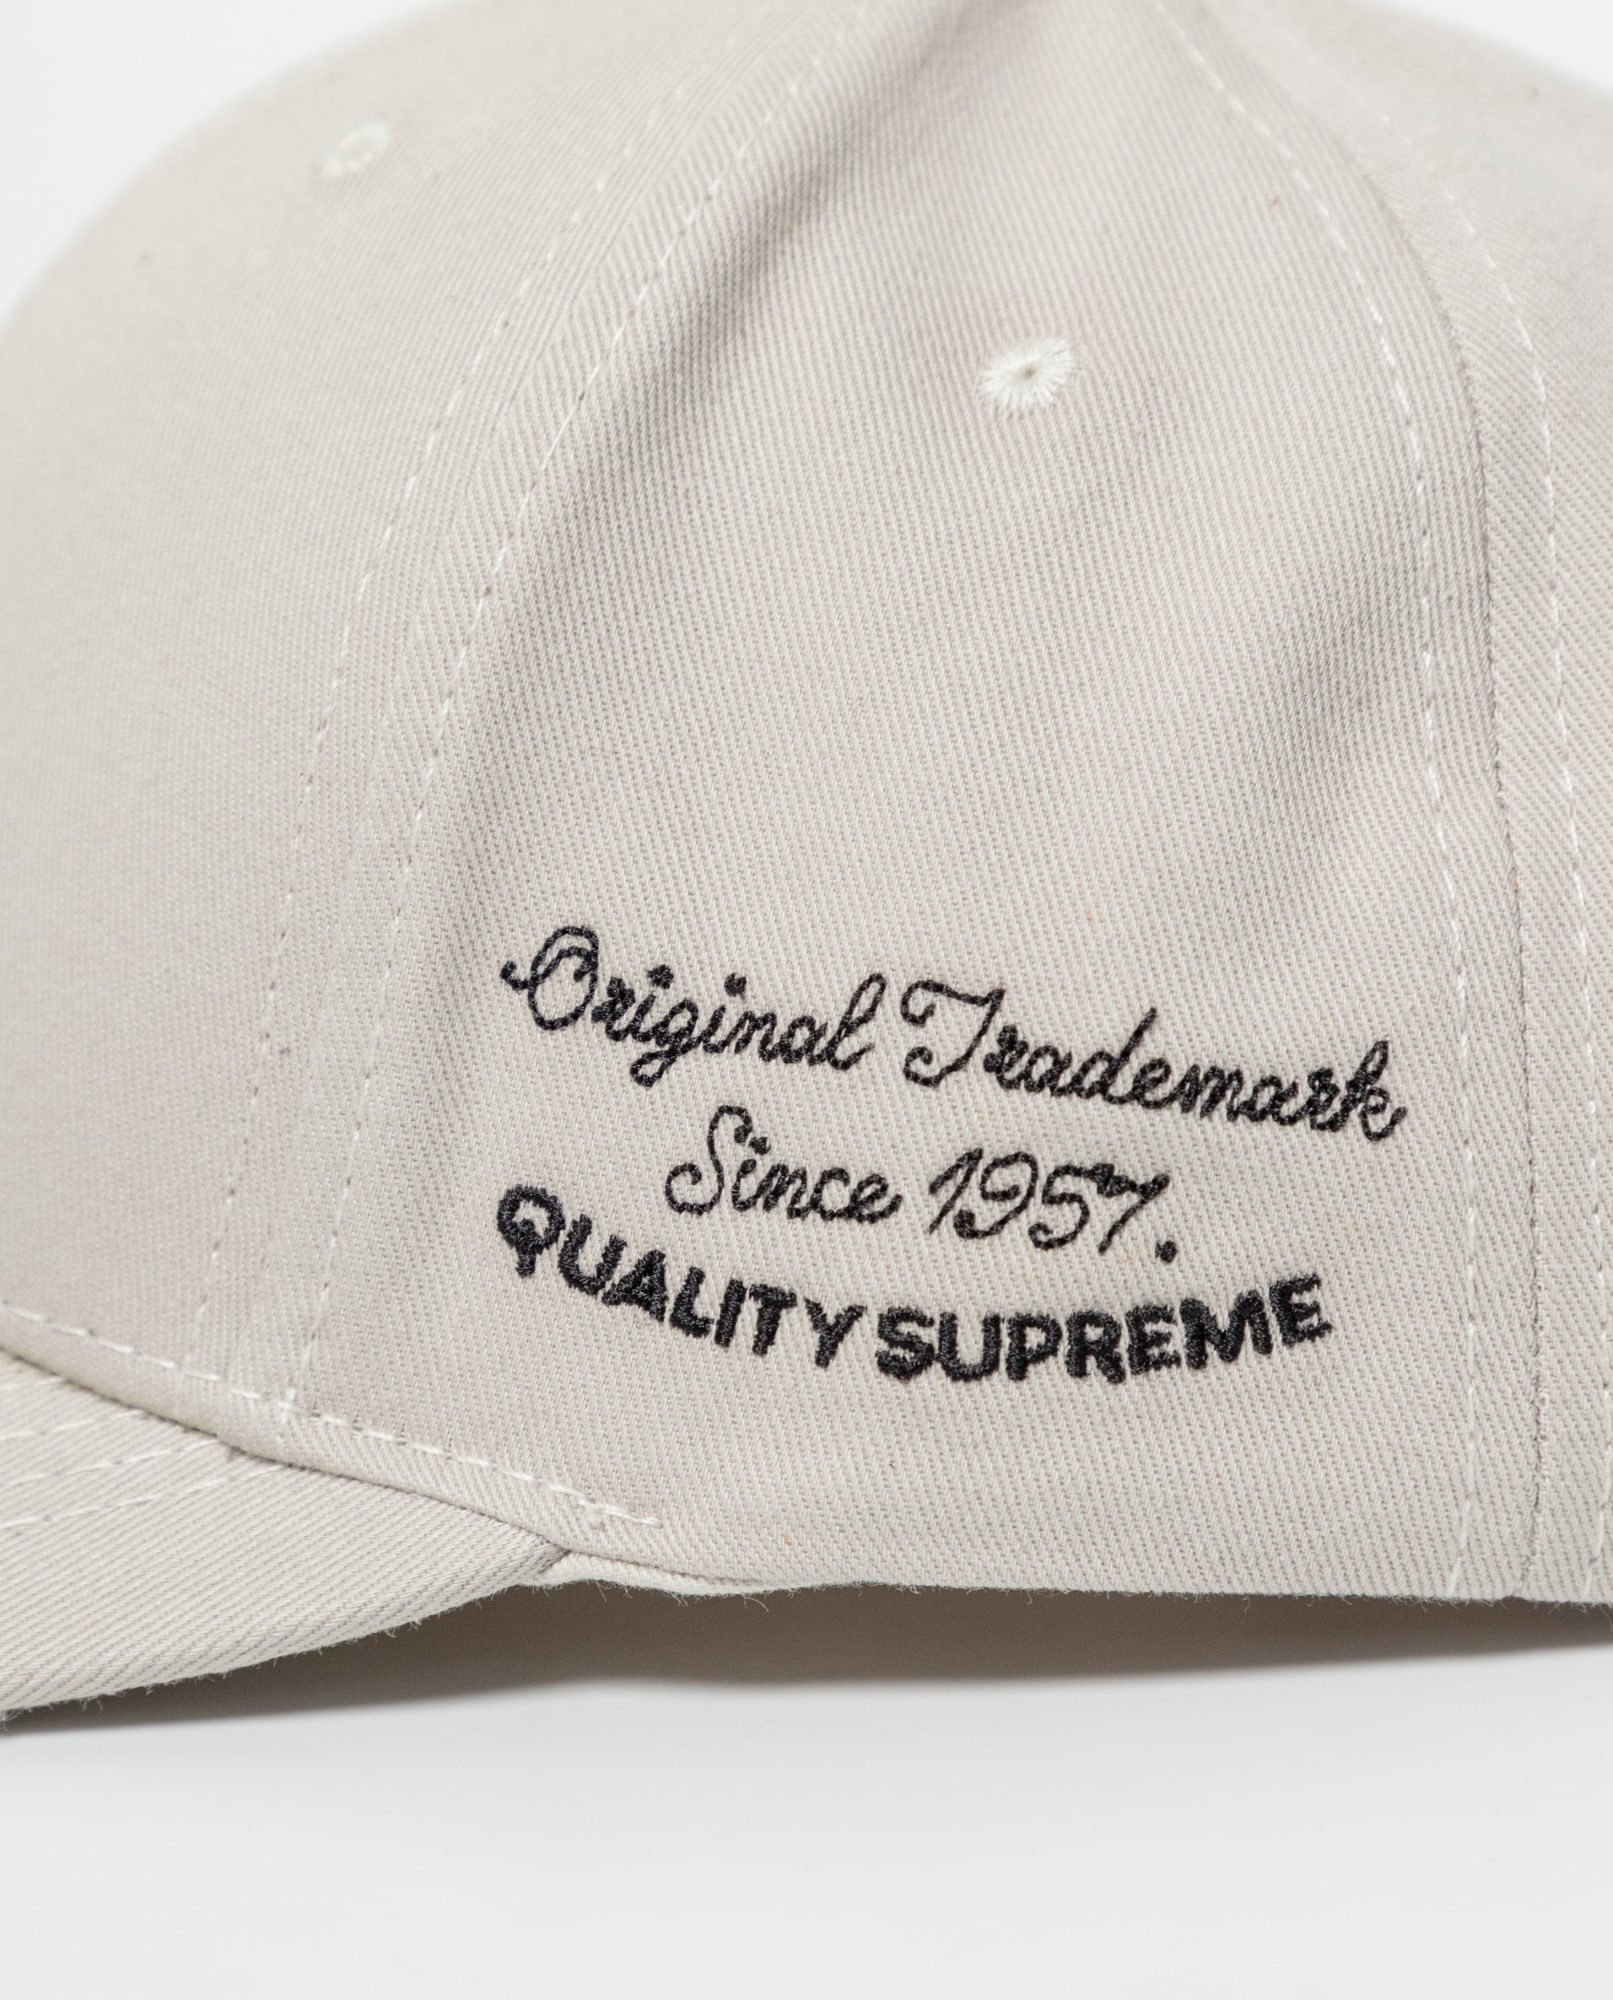 Original Trademark
Since 1957.
QUALITY SUPREME